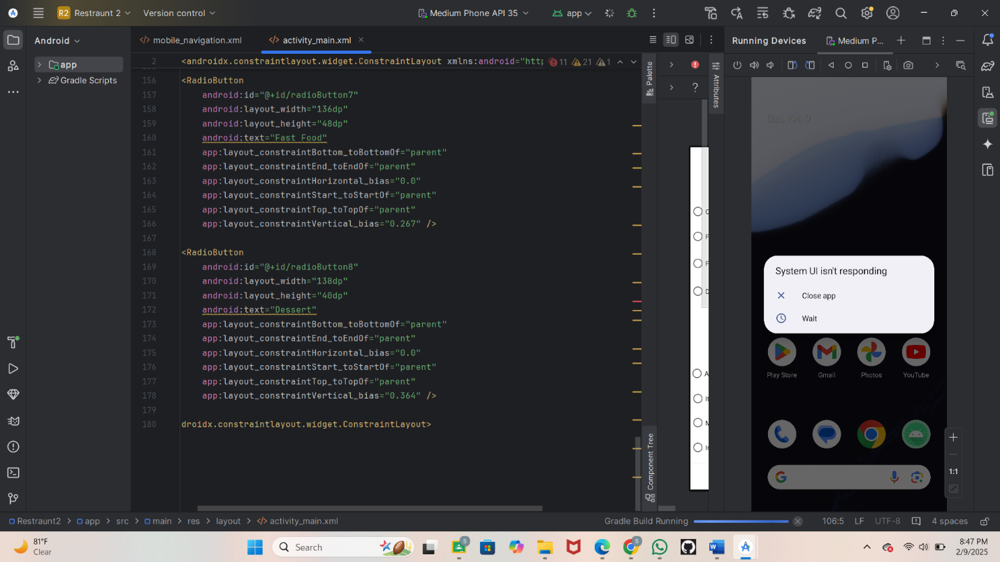 R2 Restraunt 2
Version control
Medium Phone API 35
app
Android
mobile_navigation.xml
activity_main.xml
Running Devices
Medium P...
app
Gradle Scripts
2 <androidx.constraintlayout.widget.ConstraintLayout xmlns:android="http
11 21 1
156 <RadioButton
157 android:id="@+id/radioButton7"
158 android:layout_width="136dp"
159 android:layout_height="48dp"
160 android:text="Fast Food"
161 app:layout_constraintBottom_toBottomOf="parent"
162 app:layout_constraintEnd_toEndOf="parent"
163 app:layout_constraintHorizontal_bias="0.0"
164 app:layout_constraintStart_toStartOf="parent"
165 app:layout_constraintTop_toTopOf="parent"
166 app:layout_constraintVertical_bias="0.267" />
167
168 <RadioButton
169 android:id="@+id/radioButton8"
170 android:layout_width="138dp"
171 android:layout_height="40dp"
172 android:text="Dessert"
173 app:layout_constraintBottom_toBottomOf="parent"
174 app:layout_constraintEnd_toEndOf="parent"
175 app:layout_constraintHorizontal_bias="0.0"
176 app:layout_constraintStart_toStartOf="parent"
177 app:layout_constraintTop_toTopOf="parent"
178 app:layout_constraintVertical_bias="0.364" />
179
180 droidx.constraintlayout.widget.ConstraintLayout>
Palette
Component Tree
Attributes
Sun, Feb 9
System UI isn't responding
Close app
Wait
Play Store
Gmail
Photos
YouTube
1:1
Restraunt2 > app > src > main > res > layout > activity_main.xml
Gradle Build Running
106:5
LF
UTF-8
4 spaces
81°F
Clear
Search
8:47 PM
2/9/2025